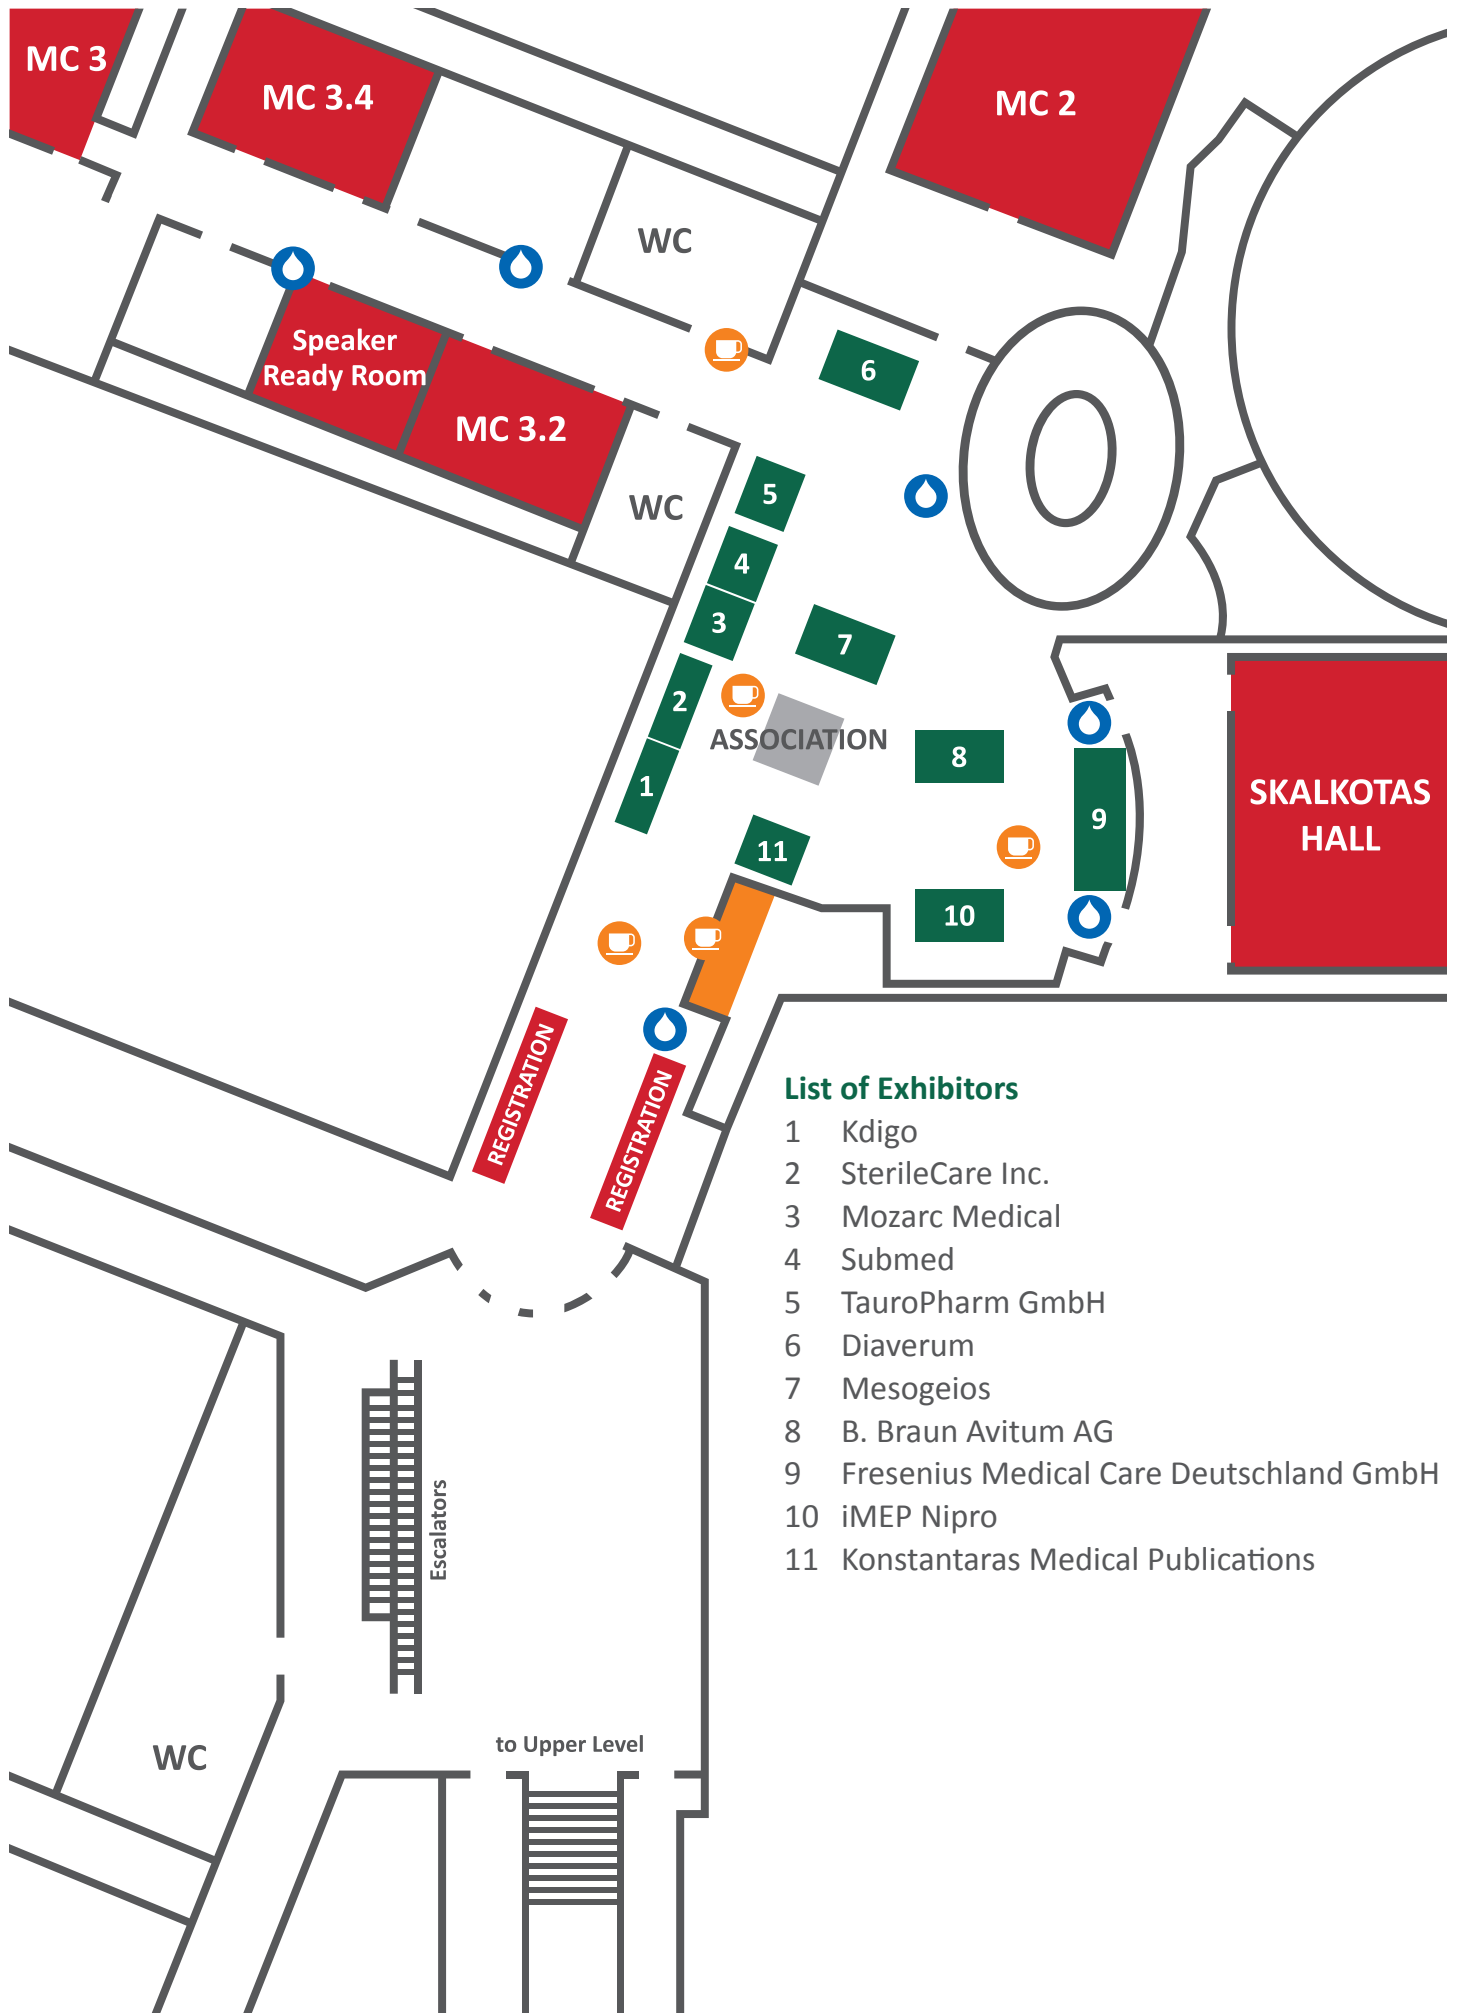 MC 3
MC 3.4
MC 2
WC
Speaker
Ready Room
6
MC 3.2
5
WC
4
3
7
2
ASSOCIATION
8
1
SKALKOTAS
HALL
9
11
10
REGISTRATION
REGISTRATION
List of Exhibitors
1 Kdigo
2 SterileCare Inc.
3 Mozarc Medical
4 Submed
5 TauroPharm GmbH
6 Diaverum
7 Mesogeios
8 B. Braun Avitum AG
9 Fresenius Medical Care Deutschland GmbH
10 iMEP Nipro
11 Konstantaras Medical Publications
Escalators
to Upper Level
WC